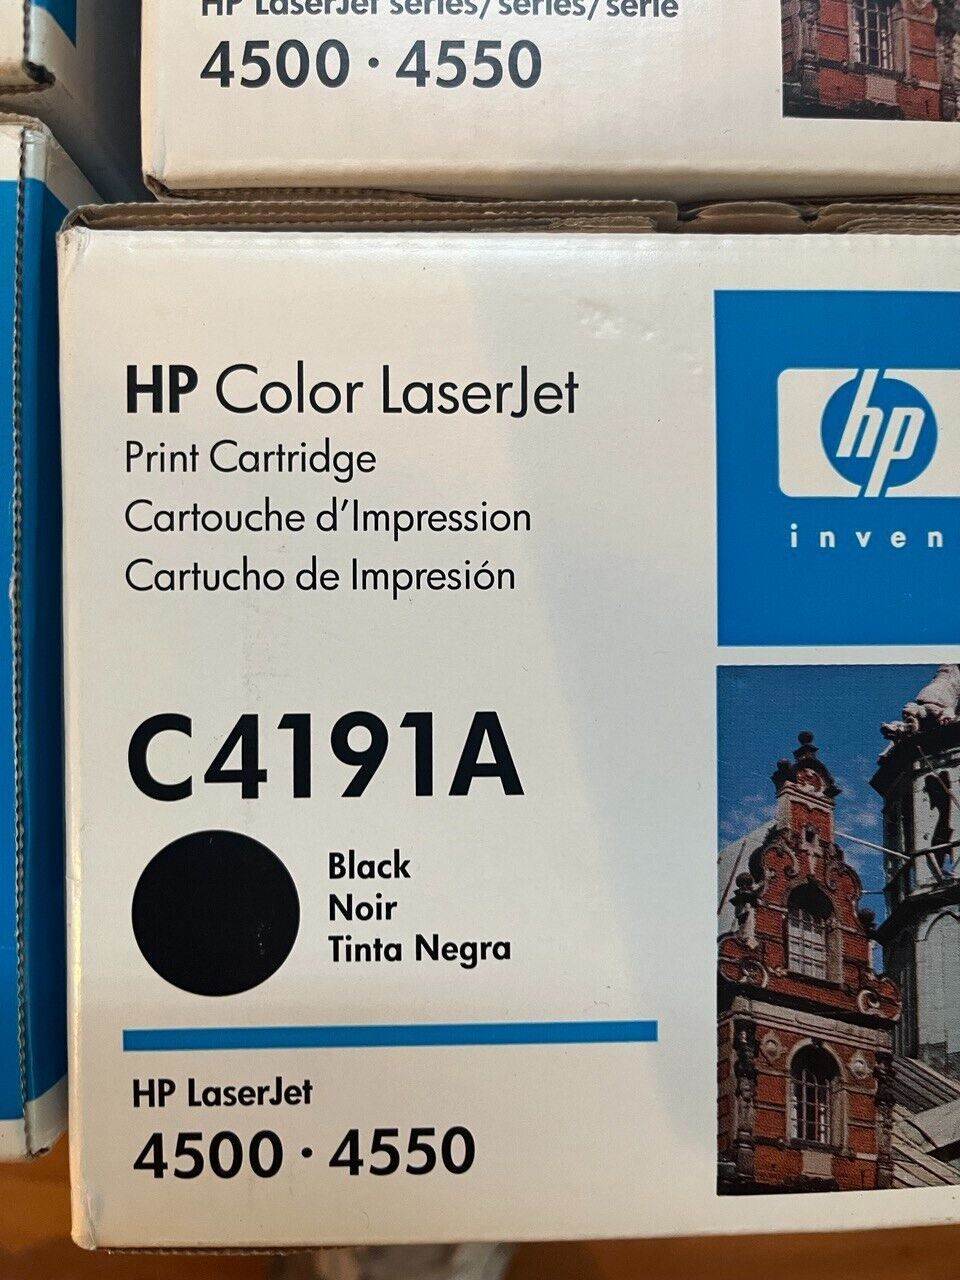 HP LaserJet series/séries/serie
4500 · 4550
HP Color LaserJet
Print Cartridge
Cartouche d'Impression
Cartucho de Impresión
hp
inven
C4191A
Black
Noir
Tinta Negra
HP LaserJet
4500 · 4550